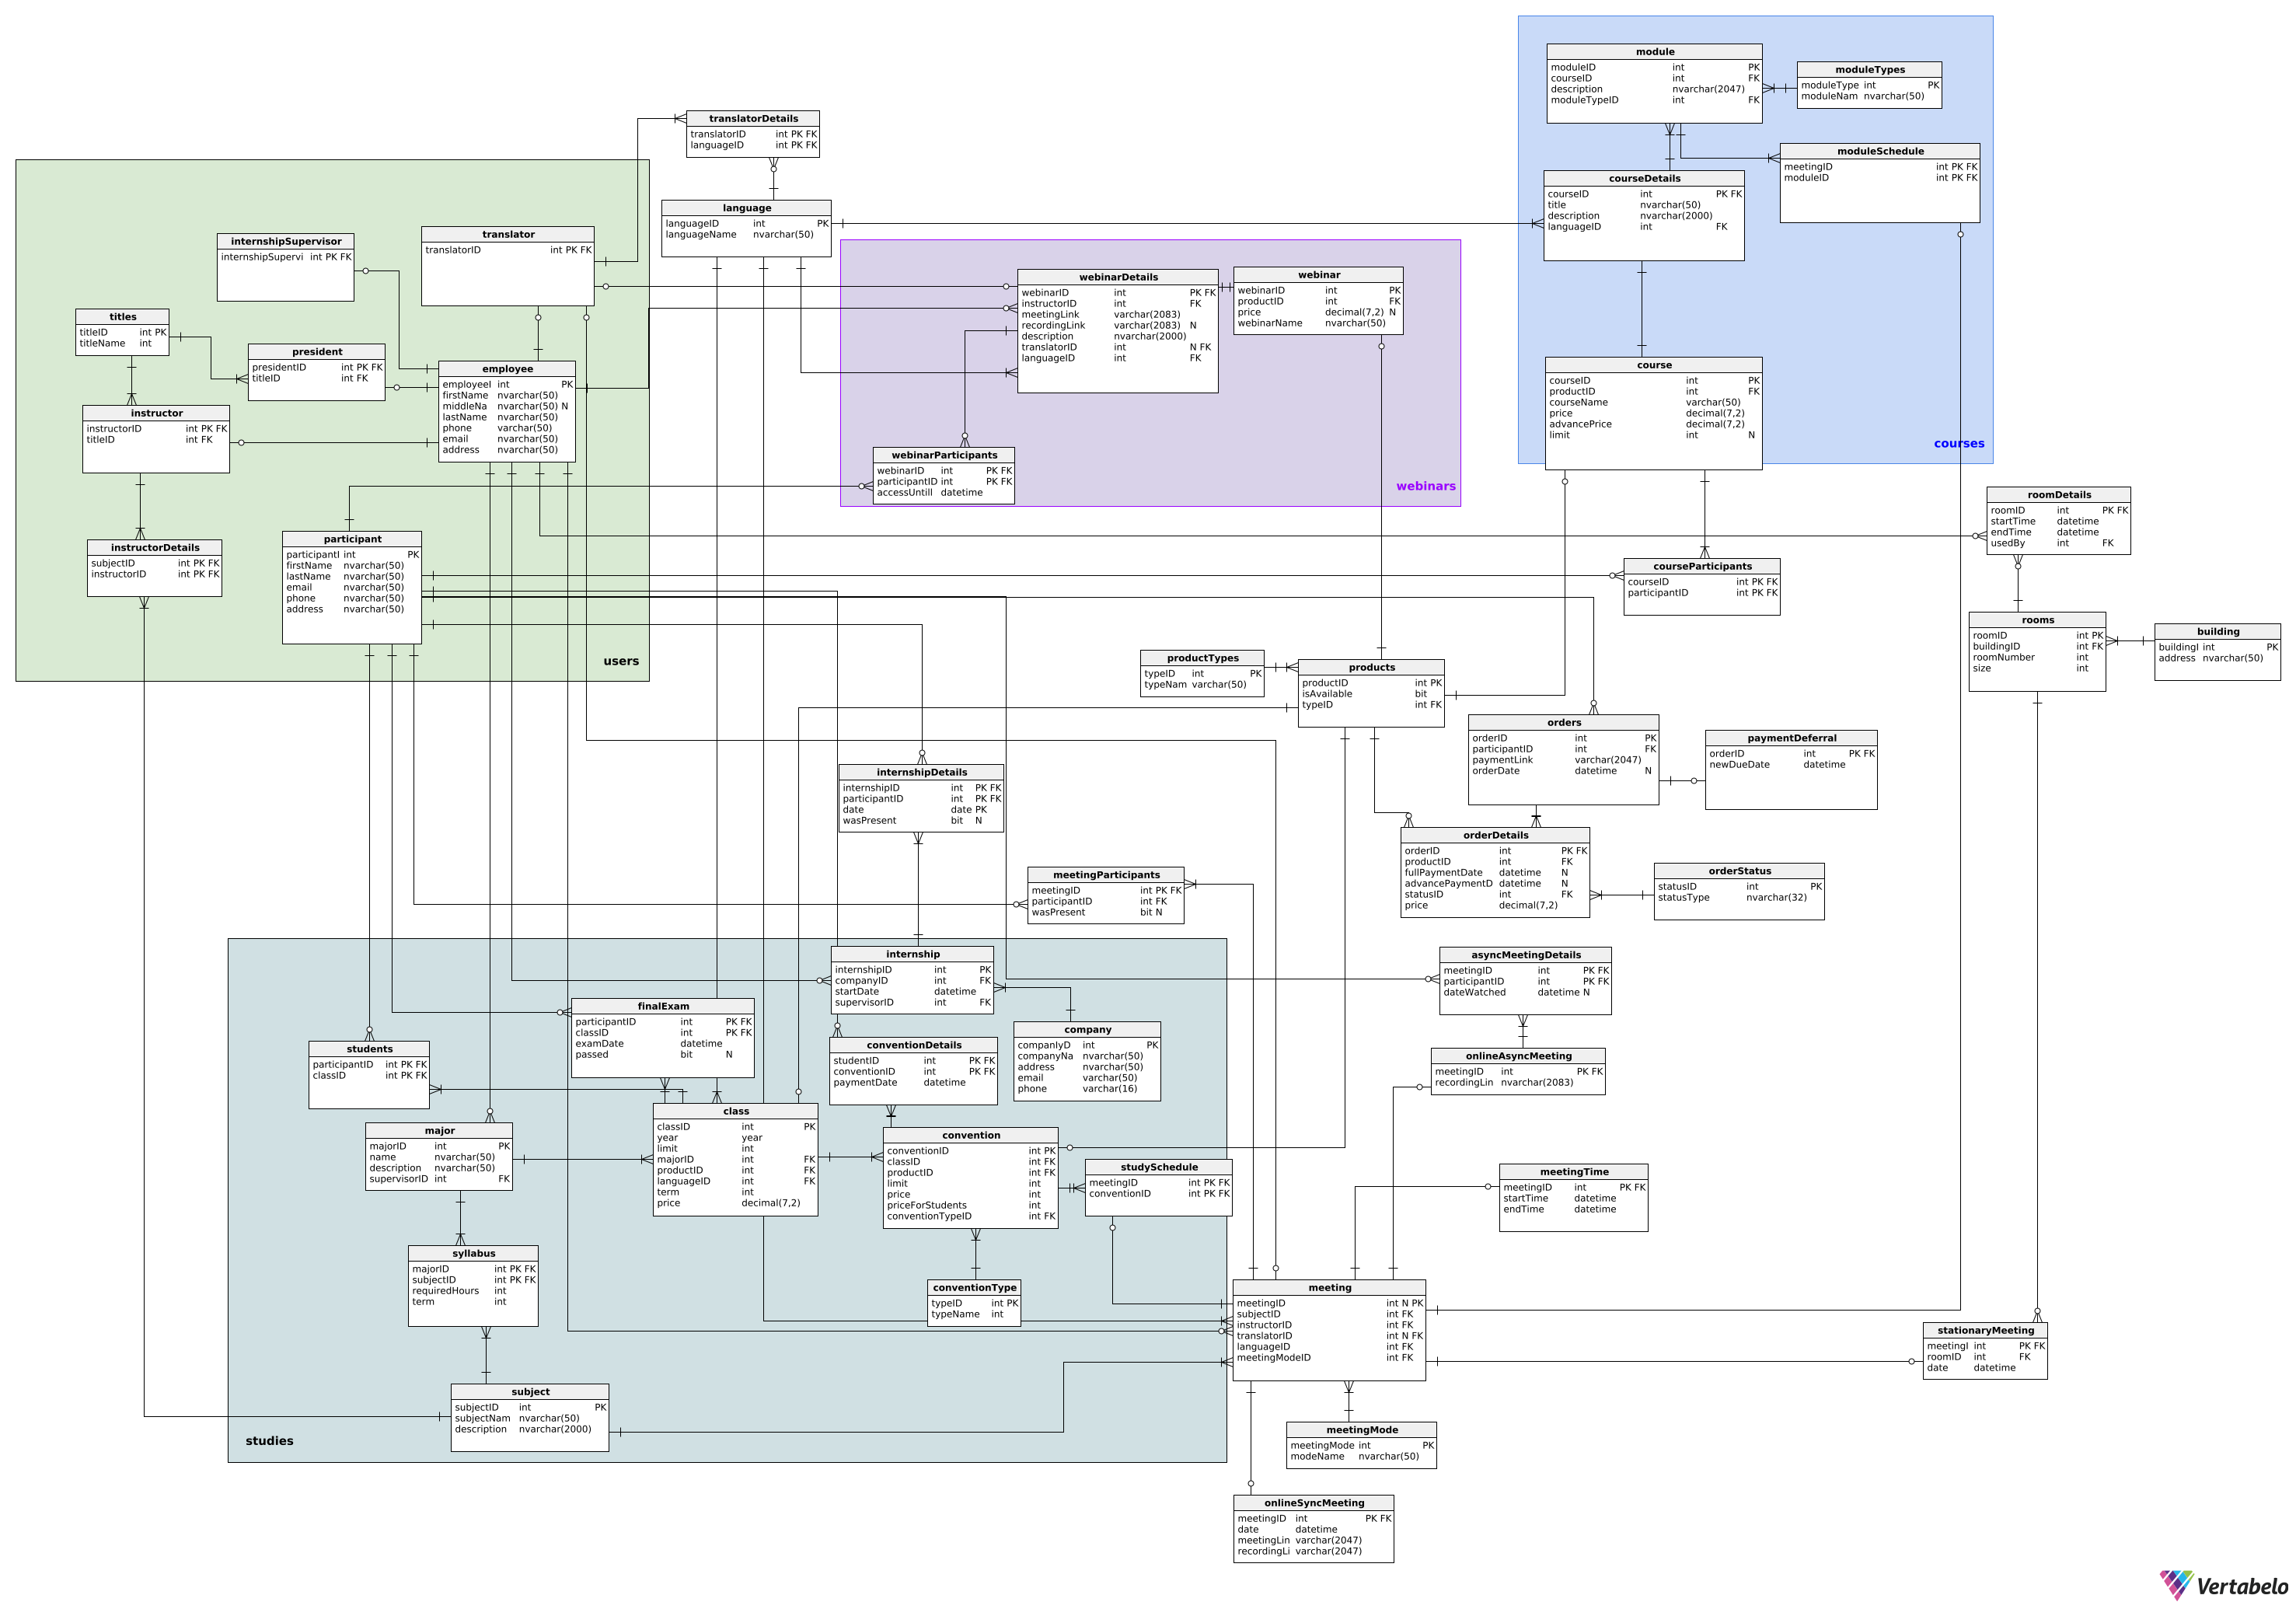 module
moduleID int PK
courseID int FK
description nvarchar(2047)
moduleTypeID int FK
moduleTypes
moduleType int PK
moduleNam nvarchar(50)
moduleSchedule
meetingID int PK FK
moduleID int PK FK
courseDetails
courseID int PK FK
title nvarchar(50)
description nvarchar(2000)
languageID int FK
course
courseID int PK
productID int FK
courseName varchar(50)
price decimal(7,2)
advancePrice decimal(7,2)
limit int N
courses
translatorDetails
translatorID int PK FK
languageID int PK FK
language
languageID int PK
languageName nvarchar(50)
internshipSupervisor
internshipSupervi int PK FK
translator
translatorID int PK FK
titles
titleID int PK
titleName int
president
presidentID int PK FK
titleID int FK
employee
employeeI int PK
firstName nvarchar(50)
middleNa nvarchar(50) N
lastName nvarchar(50)
phone varchar(50)
email nvarchar(50)
address nvarchar(50)
instructor
instructorID int PK FK
titleID int FK
instructorDetails
subjectID int PK FK
instructorID int PK FK
participant
participantI int PK
firstName nvarchar(50)
lastName nvarchar(50)
email nvarchar(50)
phone nvarchar(50)
address nvarchar(50)
users
webinarDetails
webinarID int PK FK
instructorID int FK
meetingLink varchar(2083)
recordingLink varchar(2083) N
description nvarchar(2000)
translatorID int N FK
languageID int FK
webinar
webinarID int PK
productID int FK
price decimal(7,2) N
webinarName nvarchar(50)
webinarParticipants
webinarID int PK FK
participantID int PK FK
accessUntill datetime
webinars
roomDetails
roomID int PK FK
startTime datetime
endTime datetime
usedBy int FK
courseParticipants
courseID int PK FK
participantID int PK FK
rooms
roomID int PK
buildingID int FK
roomNumber int
size int
building
buildingI int PK
address nvarchar(50)
productTypes
typeID int PK
typeNam varchar(50)
products
productID int PK
isAvailable bit
typeID int FK
orders
orderID int PK
participantID int FK
paymentLink varchar(2047)
orderDate datetime N
paymentDeferral
orderID int PK FK
newDueDate datetime
internshipDetails
internshipID int PK FK
participantID int PK FK
date date PK
wasPresent bit N
orderDetails
orderID int PK FK
productID int FK
fullPaymentDate datetime N
advancePaymentD datetime N
statusID int FK
price decimal(7,2)
orderStatus
statusID int PK
statusType nvarchar(32)
meetingParticipants
meetingID int PK FK
participantID int FK
wasPresent bit N
internship
internshipID int PK
companyID int FK
startDate datetime
supervisorID int FK
asyncMeetingDetails
meetingID int PK FK
participantID int PK FK
dateWatched datetime N
finalExam
participantID int PK FK
classID int PK FK
examDate datetime
passed bit N
company
companIyD int PK
companyNa nvarchar(50)
address nvarchar(50)
email varchar(50)
phone varchar(16)
students
participantID int PK FK
classID int PK FK
conventionDetails
studentID int PK FK
conventionID int PK FK
paymentDate datetime
onlineAsyncMeeting
meetingID int PK FK
recordingLin nvarchar(2083)
class
classID int PK
year year
limit int
majorID int FK
productID int FK
languageID int FK
term int
price decimal(7,2)
major
majorID int PK
name nvarchar(50)
description nvarchar(50)
supervisorID int FK
convention
conventionID int PK
classID int FK
productID int FK
limit int
price int
priceForStudents int
conventionTypeID int FK
studySchedule
meetingID int PK FK
conventionID int PK FK
meetingTime
meetingID int PK FK
startTime datetime
endTime datetime
syllabus
majorID int PK FK
subjectID int PK FK
requiredHours int
term int
conventionType
typeID int PK
typeName int
meeting
meetingID int N PK
subjectID int FK
instructorID int FK
translatorID int N FK
languageID int FK
meetingModeID int FK
stationaryMeeting
meetingI int PK FK
roomID int FK
date datetime
subject
subjectID int PK
subjectNam nvarchar(50)
description nvarchar(2000)
studies
meetingMode
meetingMode int PK
modeName nvarchar(50)
onlineSyncMeeting
meetingID int PK FK
date datetime
meetingLin varchar(2047)
recordingLi varchar(2047)
Vertabelo